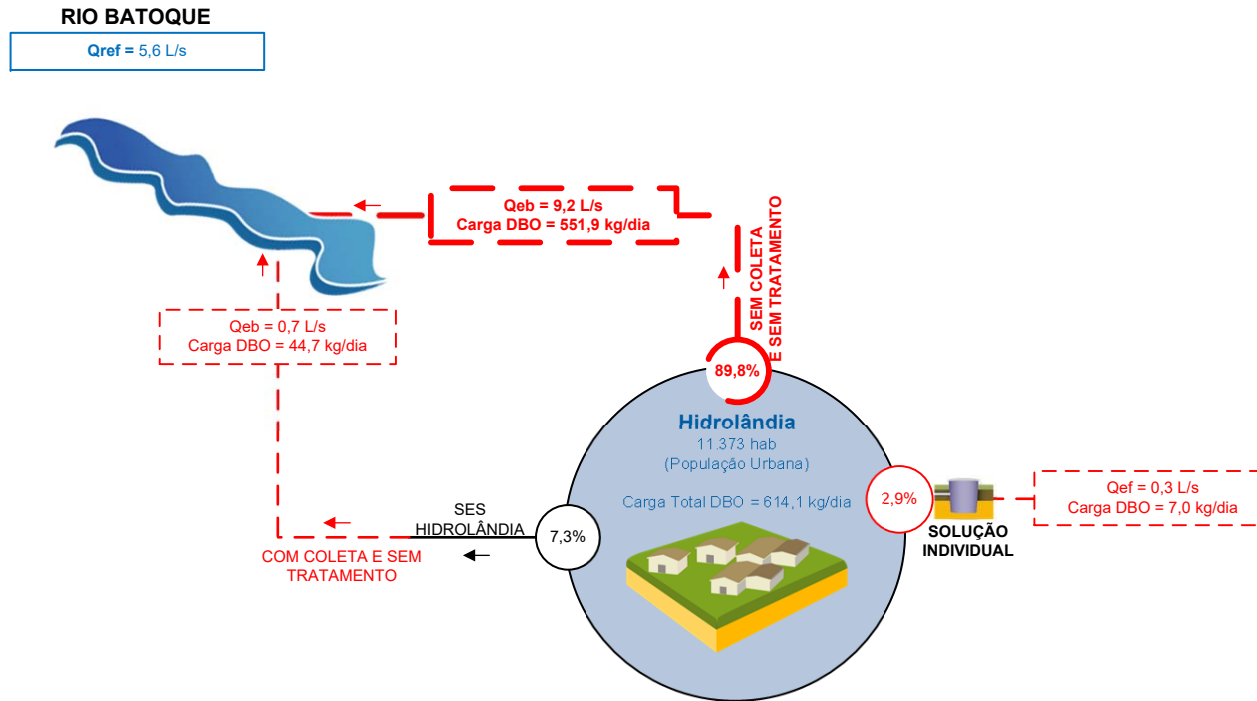 RIO BATOQUE
Qref = 5,6 L/s
Qeb = 9,2 L/s
Carga DBO = 551,9 kg/dia
SEM COLETA
E SEM TRATAMENTO
Qeb = 0,7 L/s
Carga DBO = 44,7 kg/dia
89,8%
Hidrolândia
11.373 hab
(População Urbana)
Carga Total DBO = 614,1 kg/dia
2,9%
Qef = 0,3 L/s
Carga DBO = 7,0 kg/dia
SOLUÇÃO
INDIVIDUAL
SES
HIDROLÂNDIA
7,3%
COM COLETA E SEM
TRATAMENTO